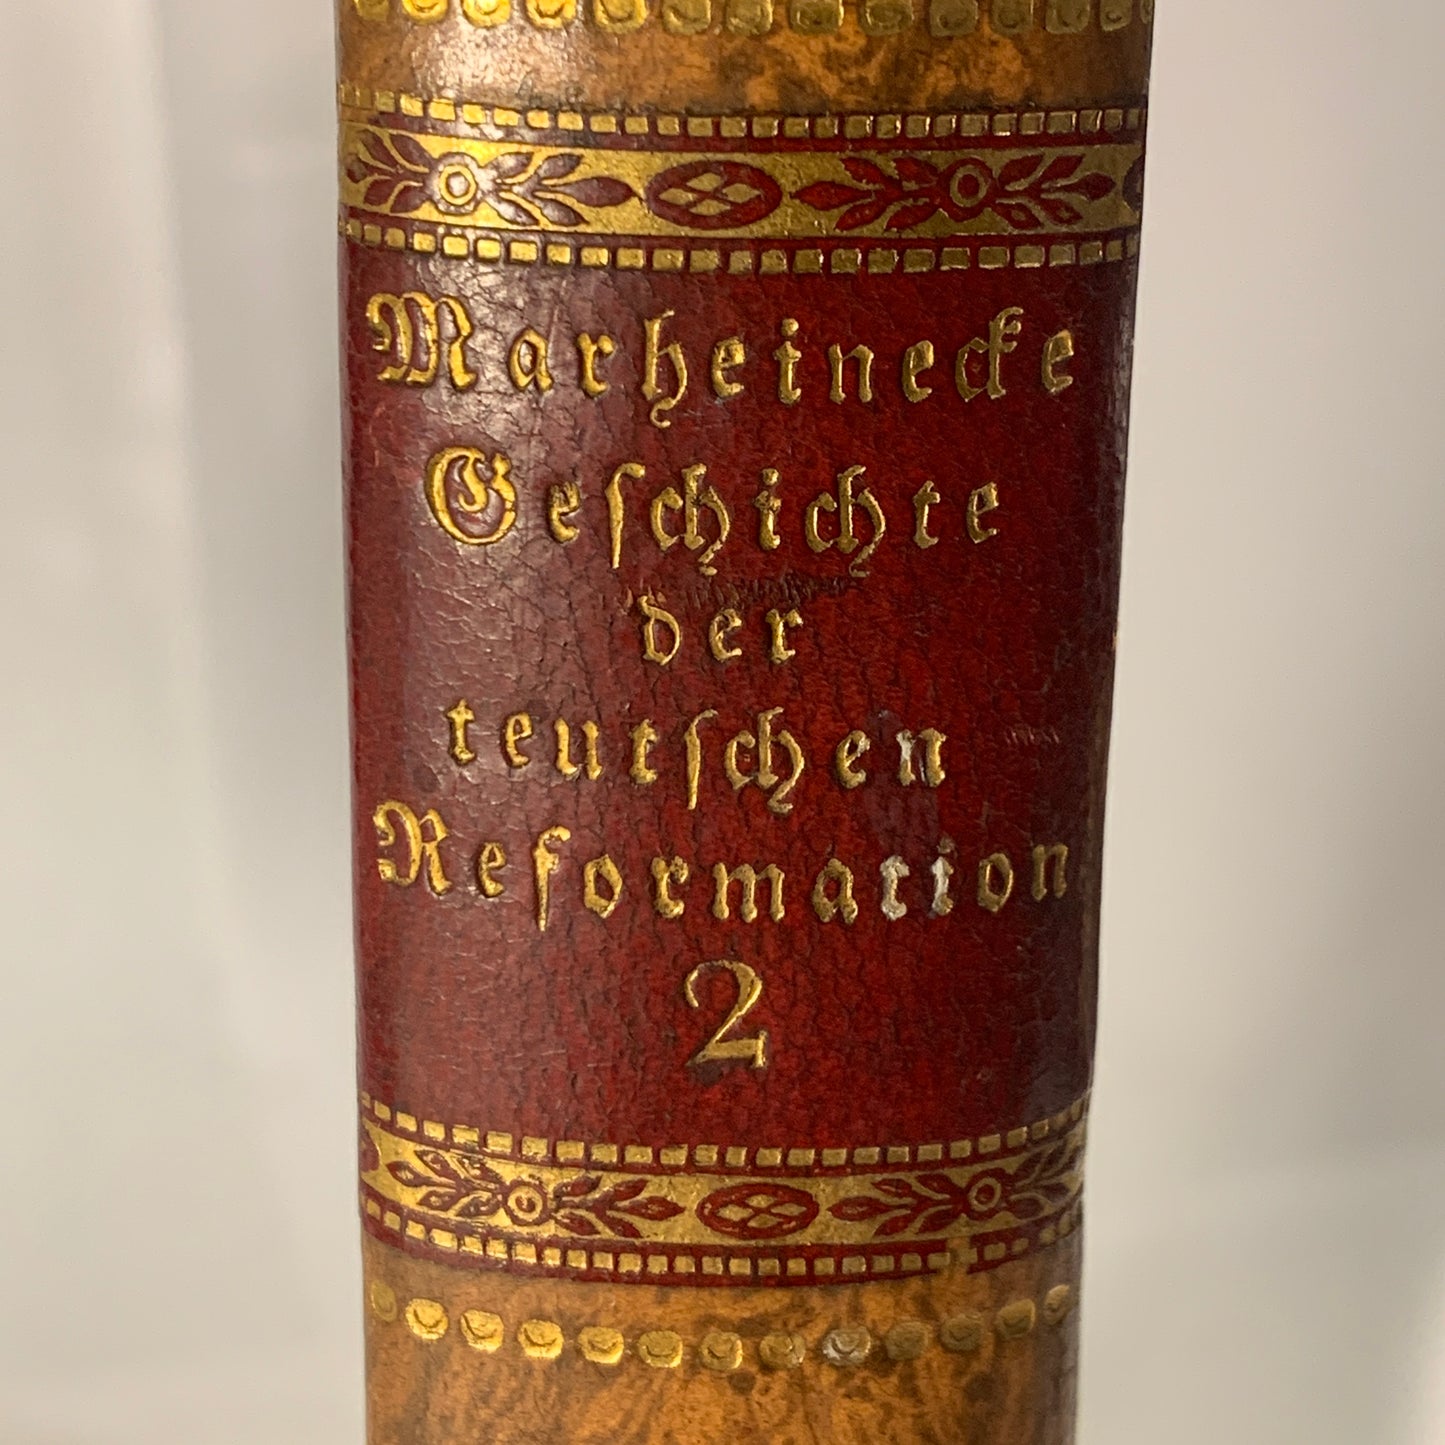 Marheinecke
Geſchichte
der
teutſchen
Reformation
2